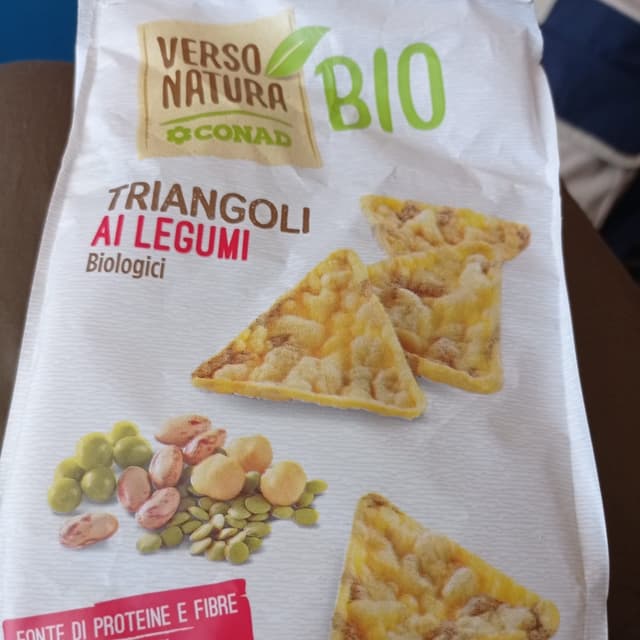 VERSO
NATURA
CONAD
BIO
TRIANGOLI
AI LEGUMI
Biologici
FONTE DI PROTEINE E FIBRE